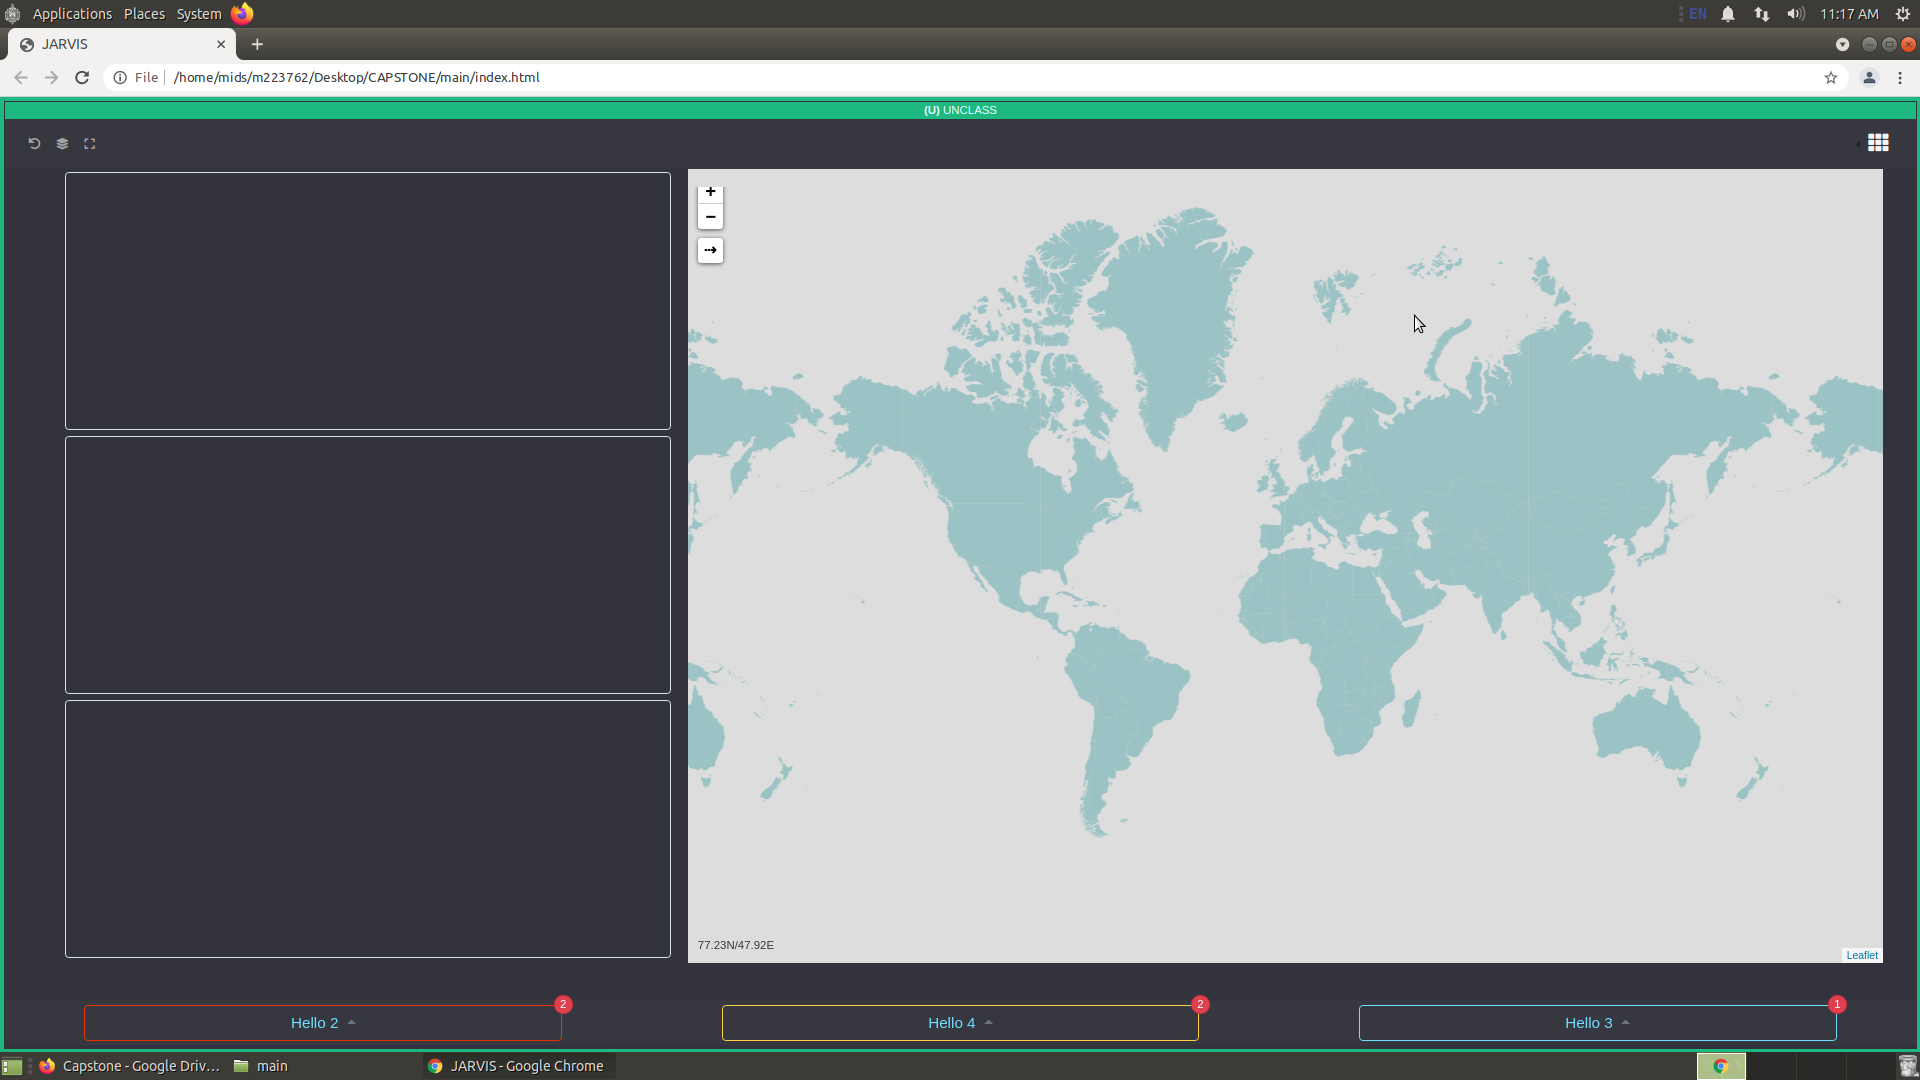 Applications Places System EN 11:17 AM
JARVIS
File /home/mids/m223762/Desktop/CAPSTONE/main/index.html
(U) UNCLASS
+
−
77.23N/47.92E
Leaflet
2 2 1
Hello 2 Hello 4 Hello 3
Capstone - Google Driv... main JARVIS - Google Chrome